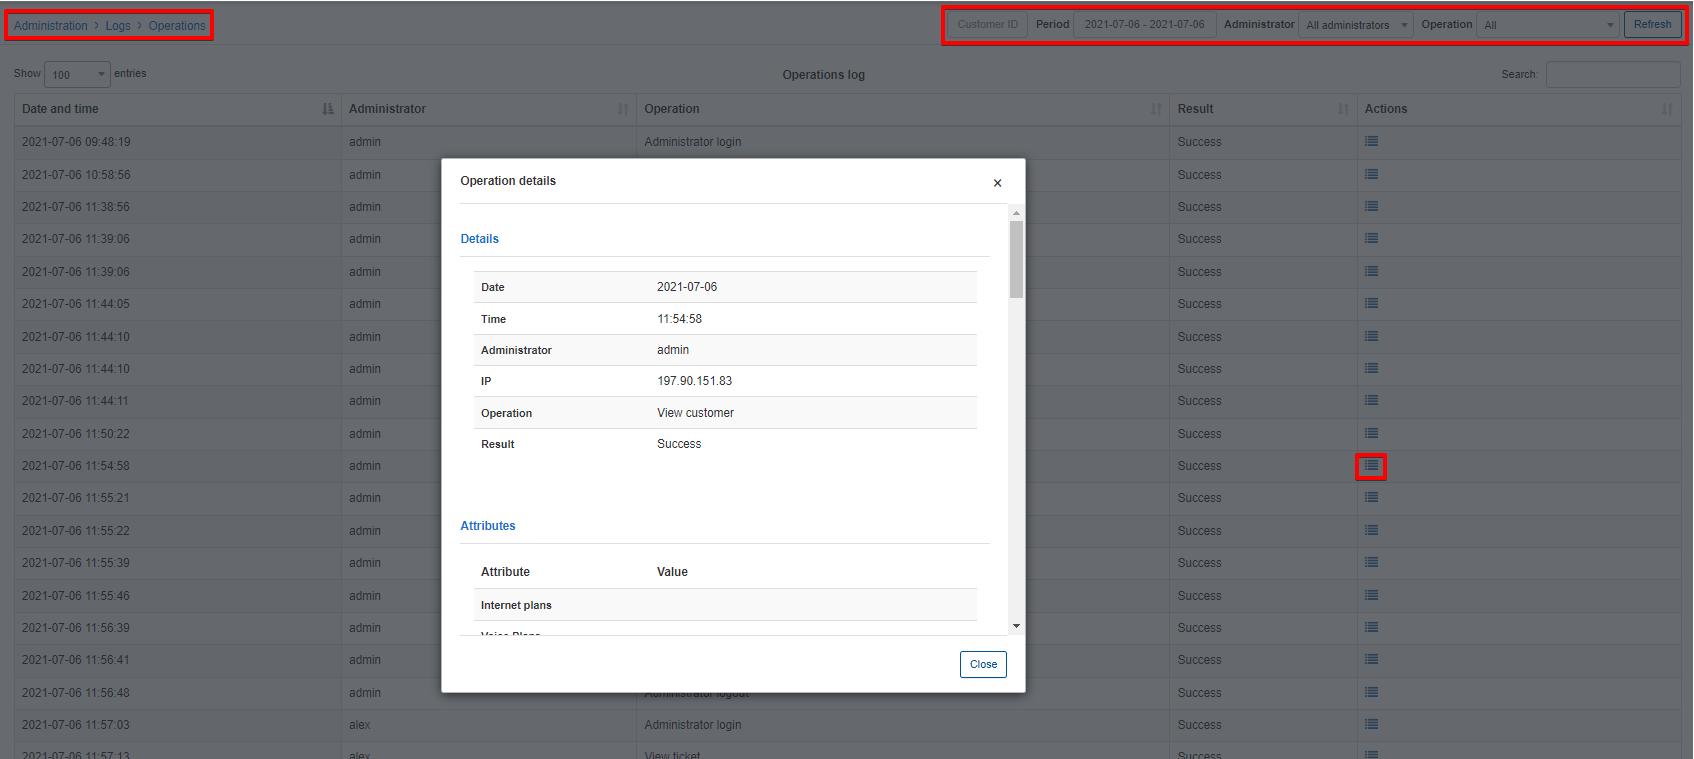 Administration > Logs > Operations
Customer ID Period 2021-07-06 - 2021-07-06 Administrator All administrators Operation All Refresh
Show 100 entries
Operations log
Search:
Date and time Administrator Operation Result Actions
2021-07-06 09:48:19 admin Administrator login Success
2021-07-06 10:58:56 admin Success
2021-07-06 11:38:56 admin Success
2021-07-06 11:39:06 admin Success
2021-07-06 11:39:06 admin Success
2021-07-06 11:44:05 admin Success
2021-07-06 11:44:10 admin Success
2021-07-06 11:44:10 admin Success
2021-07-06 11:44:11 admin Success
2021-07-06 11:50:22 admin Success
2021-07-06 11:54:58 admin Success
2021-07-06 11:55:21 admin Success
2021-07-06 11:55:22 admin Success
2021-07-06 11:55:39 admin Success
2021-07-06 11:55:46 admin Success
2021-07-06 11:56:39 admin Success
2021-07-06 11:56:41 admin Success
2021-07-06 11:56:48 admin Administrator logout Success
2021-07-06 11:57:03 alex Administrator login Success
2021-07-06 11:57:13 alex View ticket Success
Operation details ×
Details
Date 2021-07-06
Time 11:54:58
Administrator admin
IP 197.90.151.83
Operation View customer
Result Success
Attributes
Attribute Value
Internet plans
Voice Plans
Close